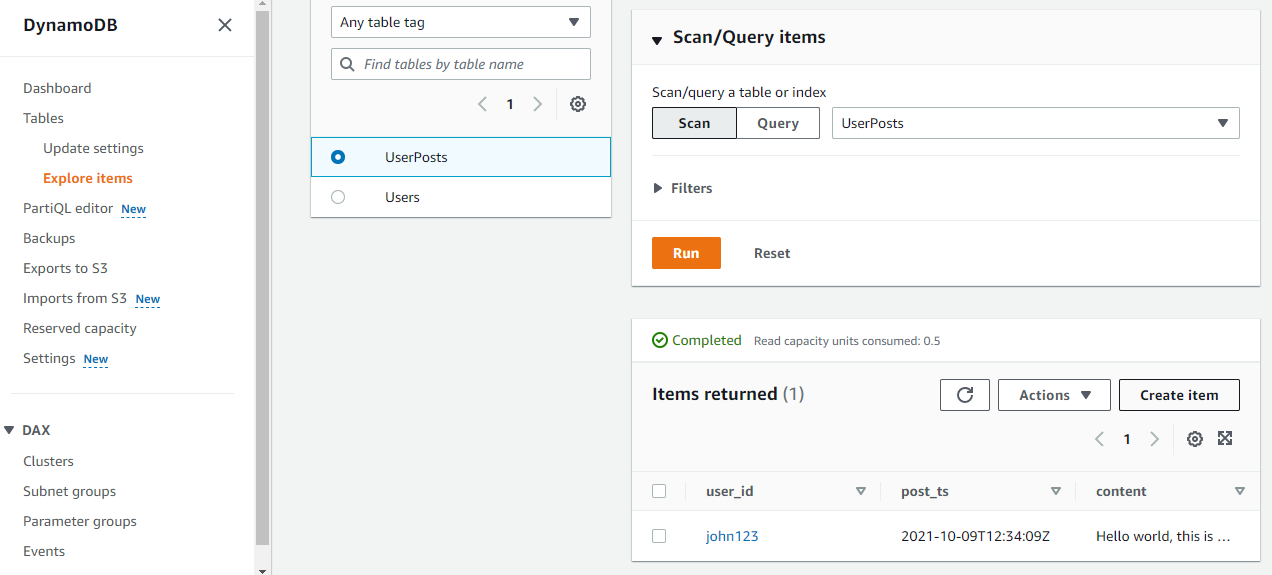 DynamoDB
Dashboard
Tables
Update settings
Explore items
PartiQL editor New
Backups
Exports to S3
Imports from S3 New
Reserved capacity
Settings New
DAX
Clusters
Subnet groups
Parameter groups
Events
Any table tag
Find tables by table name
1
UserPosts
Users
Scan/Query items
Scan/query a table or index
Scan Query UserPosts
Filters
Run Reset
Completed Read capacity units consumed: 0.5
Items returned (1) Actions Create item
1
user_id post_ts content
john123 2021-10-09T12:34:09Z Hello world, this is ...